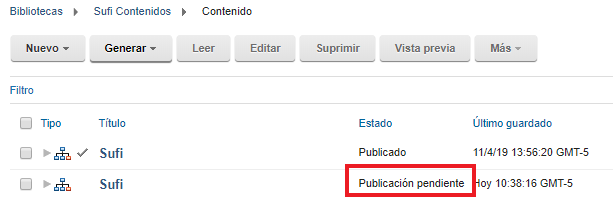 Bibliotecas Sufi Contenidos Contenido
Nuevo Generar Leer Editar Suprimir Vista previa Más
Filtro
Tipo Título Estado Último guardado
Sufi Publicado 11/4/19 13:56:20 GMT-5
Sufi Publicación pendiente Hoy 10:38:16 GMT-5